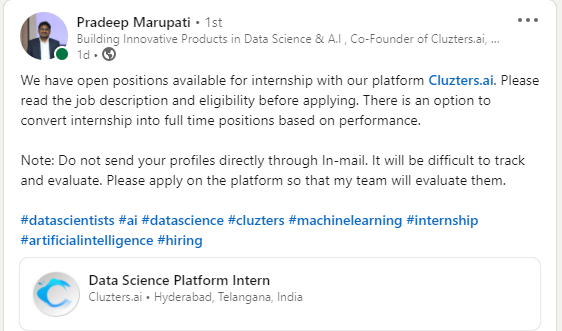 Pradeep Marupati • 1st
Building Innovative Products in Data Science & A.I , Co-Founder of Cluzters.ai, ...
1d •
We have open positions available for internship with our platform Cluzters.ai. Please
read the job description and eligibility before applying. There is an option to
convert internship into full time positions based on performance.
Note: Do not send your profiles directly through In-mail. It will be difficult to track
and evaluate. Please apply on the platform so that my team will evaluate them.
#datascientists #ai #datascience #cluzters #machinelearning #internship
#artificialintelligence #hiring
Data Science Platform Intern
Cluzters.ai • Hyderabad, Telangana, India